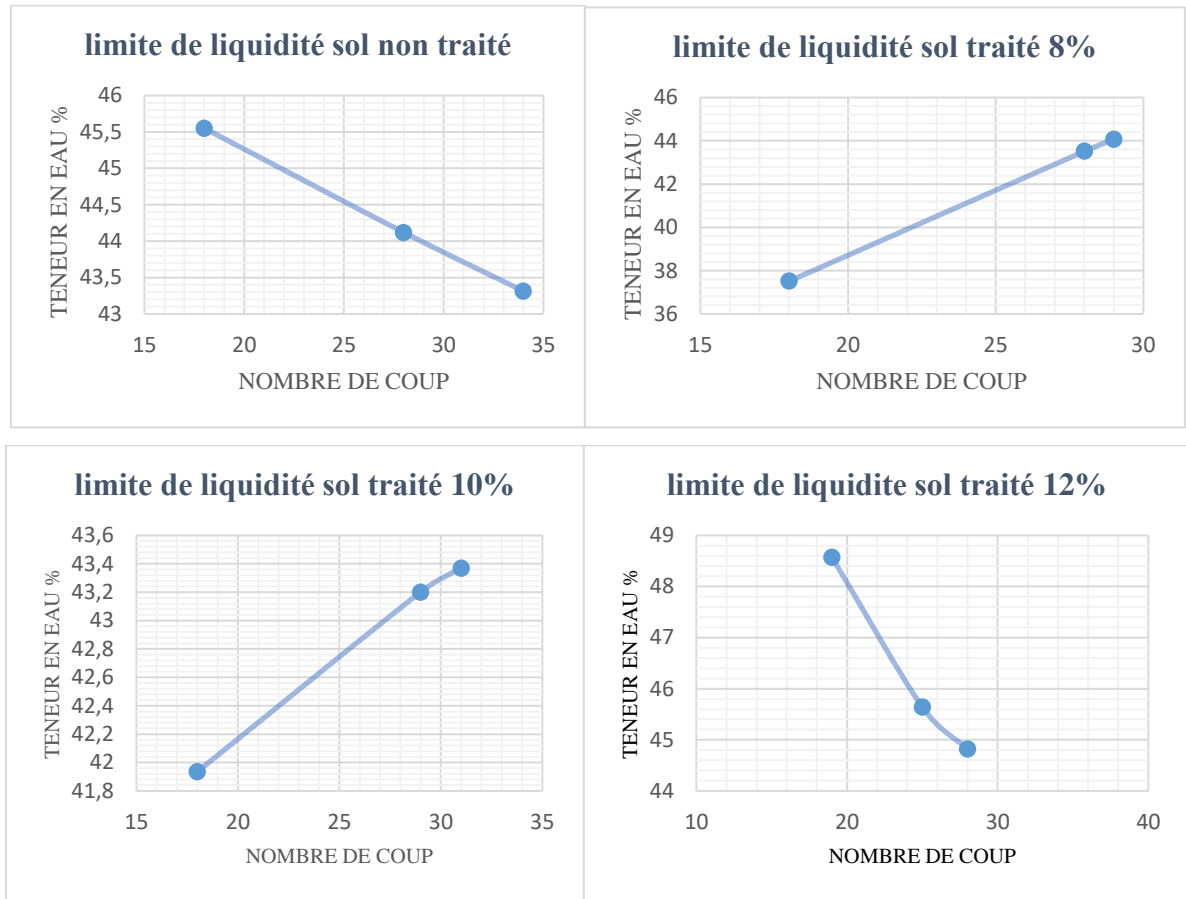 limite de liquidité sol non traité
TENEUR EN EAU %
46
45,5
45
44,5
44
43,5
43
15 20 25 30 35
NOMBRE DE COUP
limite de liquidité sol traité 8%
TENEUR EN EAU %
46
44
42
40
38
36
15 20 25 30
NOMBRE DE COUP
limite de liquidité sol traité 10%
TENEUR EN EAU %
43,6
43,4
43,2
43
42,8
42,6
42,4
42,2
42
41,8
15 20 25 30 35
NOMBRE DE COUP
limite de liquidite sol traité 12%
TENEUR EN EAU %
49
48
47
46
45
44
10 20 30 40
NOMBRE DE COUP